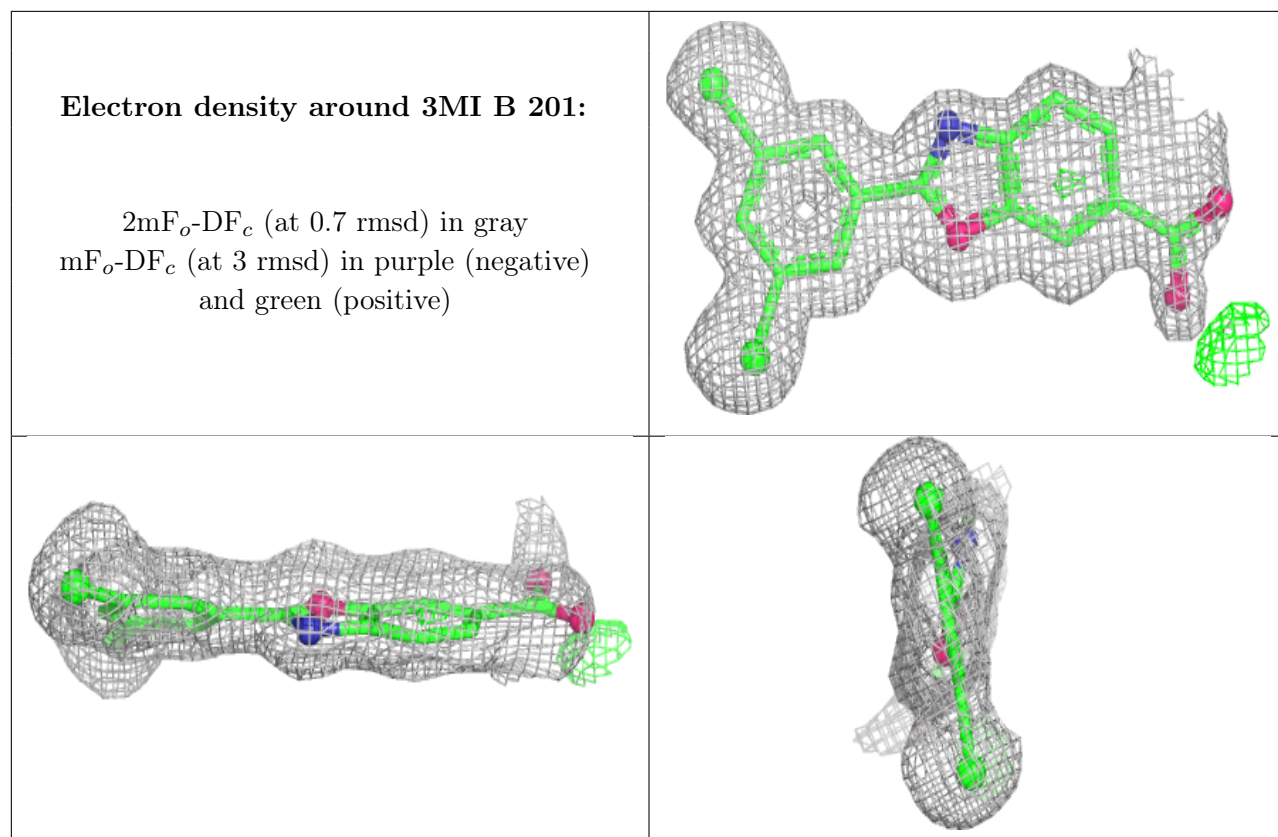 Electron density around 3MI B 201:
2mFo-DFc (at 0.7 rmsd) in gray
mFo-DFc (at 3 rmsd) in purple (negative)
and green (positive)